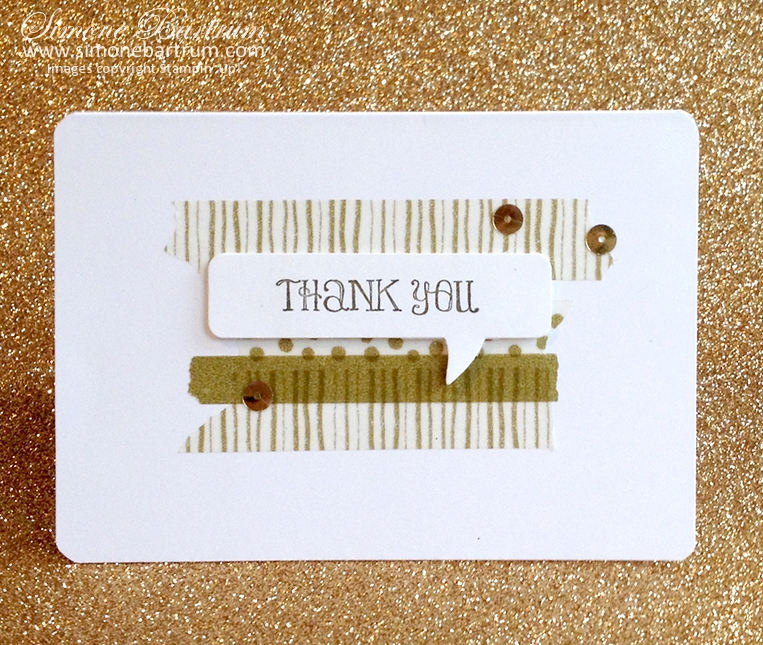 Simone Bartrum
www.simonebartrum.com
images copyright Stampin' Up!
THANK YOU